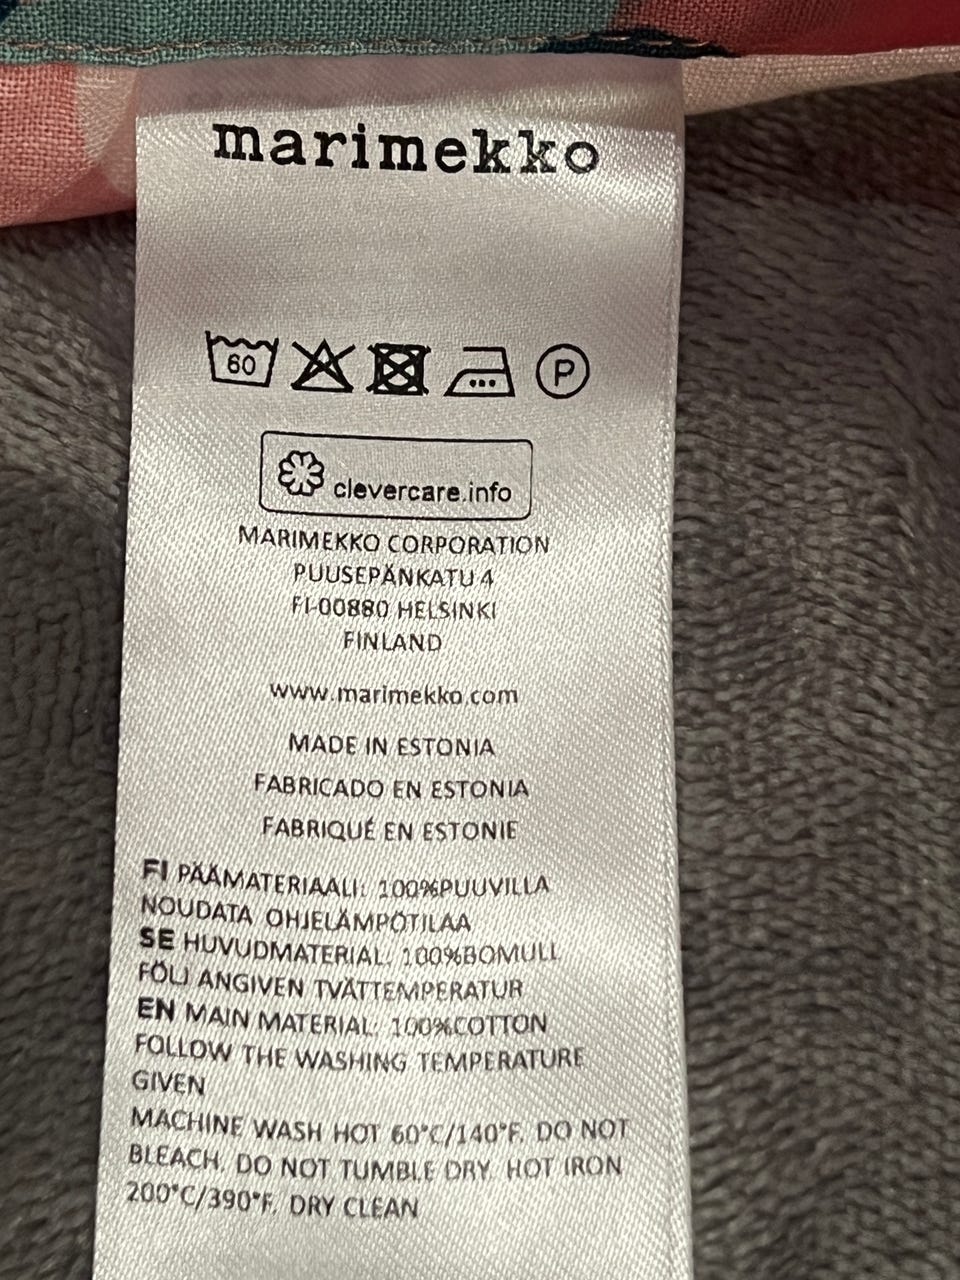 marimekko
60 P
clevercare.info
MARIMEKKO CORPORATION
PUUSEPÄNKATU 4
FI-00880 HELSINKI
FINLAND
www.marimekko.com
MADE IN ESTONIA
FABRICADO EN ESTONIA
FABRIQUÉ EN ESTONIE
FI PÄÄMATERIAALI: 100%PUUVILLA
NOUDATA OHJELÄMPÖTILAA
SE HUVUDMATERIAL: 100%BOMULL
FÖLJ ANGIVEN TVÄTTEMPERATUR
EN MAIN MATERIAL: 100%COTTON
FOLLOW THE WASHING TEMPERATURE
GIVEN
MACHINE WASH HOT 60°C/140°F. DO NOT
BLEACH. DO NOT TUMBLE DRY. HOT IRON
200°C/390°F. DRY CLEAN